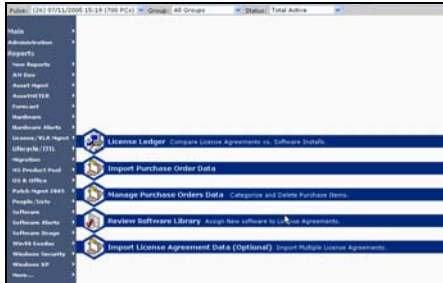 Pulse: (26) 07/11/2005 15:19 (700 PCs) Group: All Groups Status: Total Active
Main
Administration
Reports
New Reports
AH Dev
Asset Mgmt
AssetMETER
Forecast
Hardware
Hardware Alerts
License/VLA Mgmt
Lifecycle/ITIL
Migration
MS Product Pool
OS & Office
Patch Mgmt 2005
People/Lists
Software
Software Alerts
Software Usage
Win98 Exodus
Windows Security
Windows XP
More...
License Ledger Compare License Agreements vs. Software Installs.
Import Purchase Order Data
Manage Purchase Orders Data Categorize and Delete Purchase Items.
Review Software Library Assign New software to License Agreements.
Import License Agreement Data (Optional) Import Multiple License Agreements.